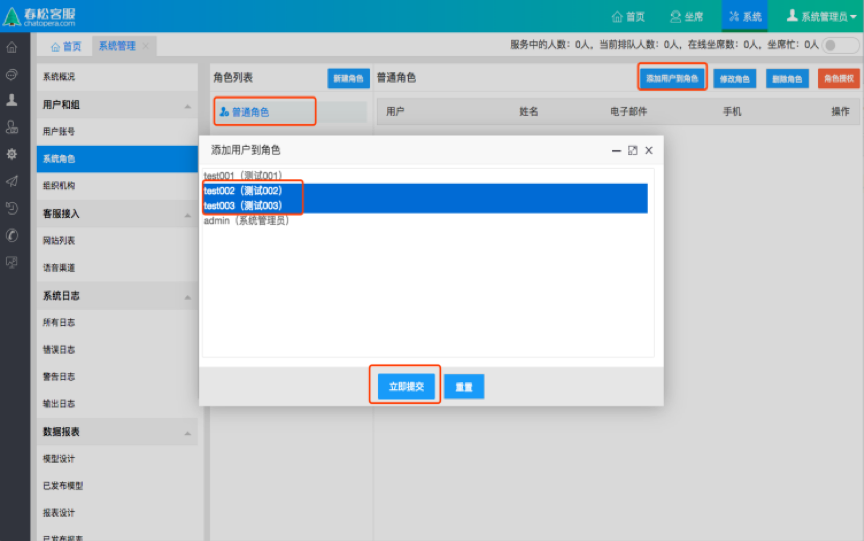 春松客服
chatopera.com
首页
坐席
系统
系统管理员
首页
系统管理
服务中的人数：0人，当前排队人数：0人，在线坐席数：0人，坐席忙：0人
系统概况
用户和组
用户账号
系统角色
组织机构
客服接入
网站列表
语音渠道
系统日志
所有日志
错误日志
警告日志
输出日志
数据报表
模型设计
已发布模型
报表设计
已发布报表
角色列表
新建角色
普通角色
普通角色
添加用户到角色
修改角色
删除角色
角色授权
用户
姓名
电子邮件
手机
操作
添加用户到角色
test001（测试001）
test002（测试002）
test003（测试003）
admin（系统管理员）
立即提交
重置